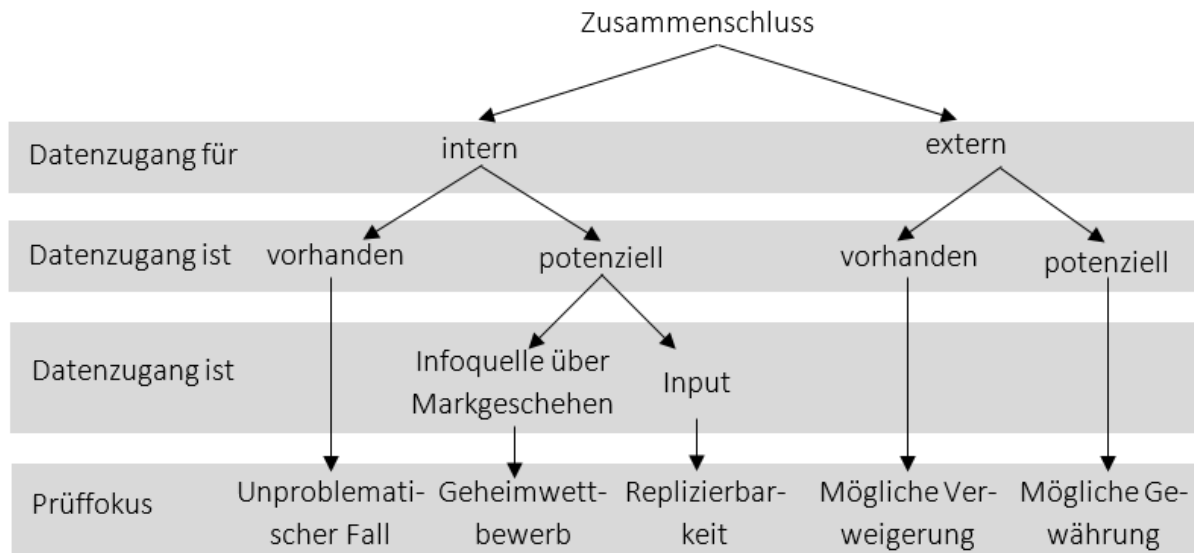 Zusammenschluss
Datenzugang für
intern
extern
Datenzugang ist
vorhanden
potenziell
vorhanden
potenziell
Datenzugang ist
Infoquelle über
Markgeschehen
Input
Prüffokus
Unproblemati-
scher Fall
Geheimwett-
bewerb
Replizierbar-
keit
Mögliche Ver-
weigerung
Mögliche Ge-
währung